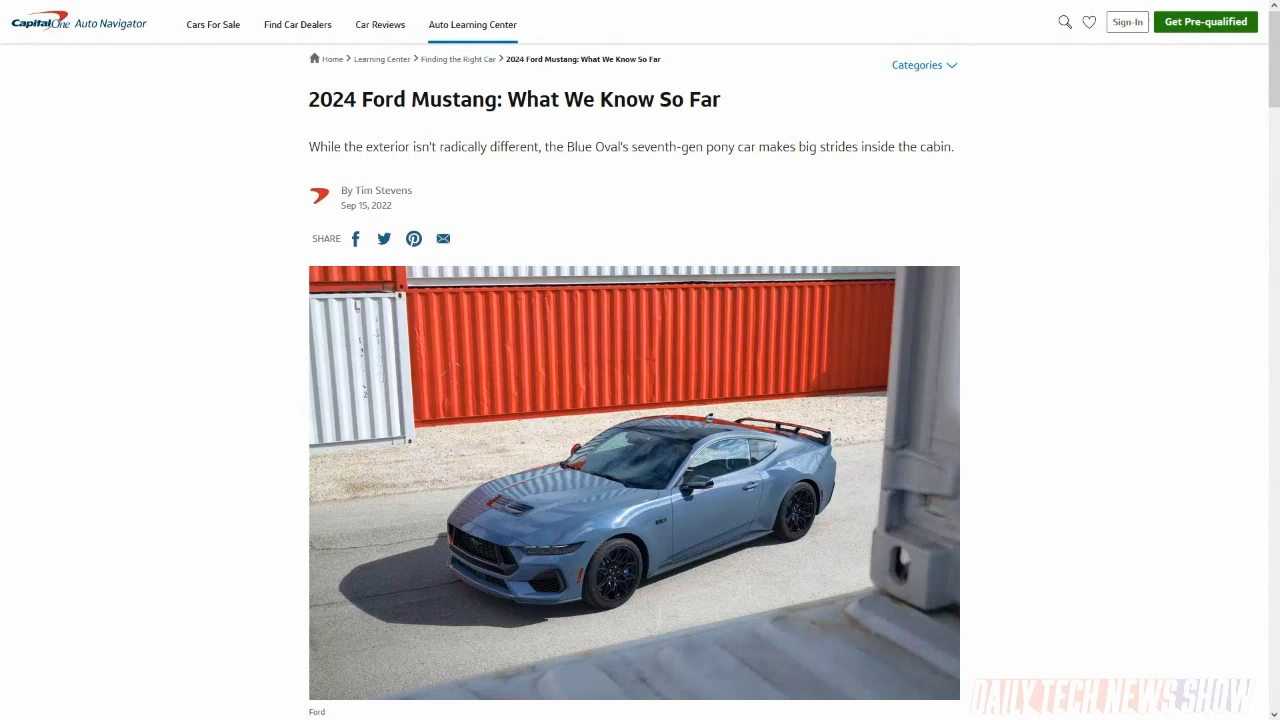 Capital One Auto Navigator
Cars For Sale
Find Car Dealers
Car Reviews
Auto Learning Center
Sign-In
Get Pre-qualified
Home > Learning Center > Finding the Right Car > 2024 Ford Mustang: What We Know So Far
Categories
2024 Ford Mustang: What We Know So Far
While the exterior isn't radically different, the Blue Oval's seventh-gen pony car makes big strides inside the cabin.
By Tim Stevens
Sep 15, 2022
SHARE
Ford
DAILY TECH NEWS SHOW